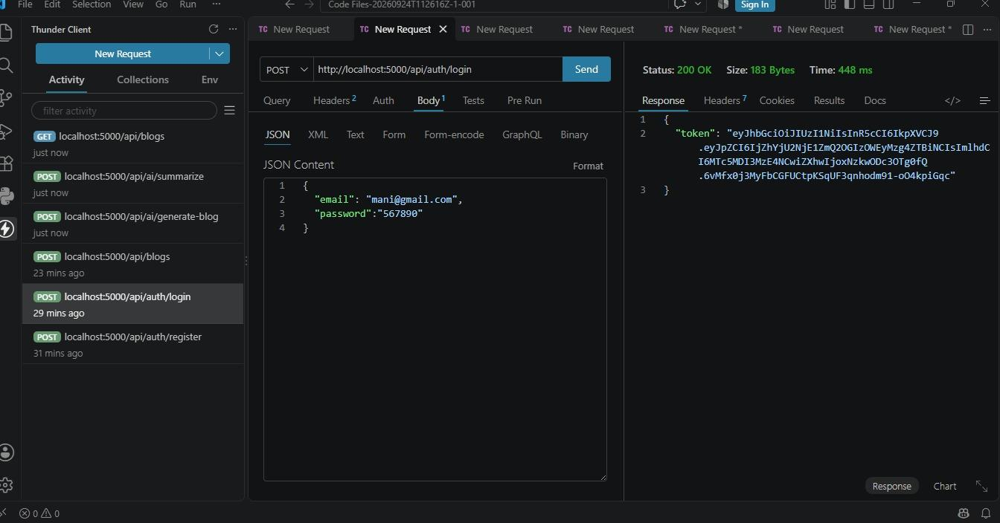 File Edit Selection View Go Run ··· Code Files-20260924T112616Z-1-001 Sign In
Thunder Client
New Request
Activity Collections Env
filter activity
GET localhost:5000/api/blogs
just now
POST localhost:5000/api/ai/summarize
just now
POST localhost:5000/api/ai/generate-blog
just now
POST localhost:5000/api/blogs
23 mins ago
POST localhost:5000/api/auth/login
29 mins ago
POST localhost:5000/api/auth/register
31 mins ago
TC New Request TC New Request TC New Request TC New Request TC New Request * TC New Request TC New Request *
POST http://localhost:5000/api/auth/login Send
Query Headers 2 Auth Body 1 Tests Pre Run
JSON XML Text Form Form-encode GraphQL Binary
JSON Content Format
1 {
2 "email": "mani@gmail.com",
3 "password":"567890"
4 }
Status: 200 OK Size: 183 Bytes Time: 448 ms
Response Headers 7 Cookies Results Docs </>
1 {
2 "token": "eyJhbGciOiJIUzI1NiIsInR5cCI6IkpXVCJ9
.eyJpZCI6IjZhYjU2NjE1ZmQ2OGIzOWEyMzg4ZTBiNCIsImlhdC
I6MTc5MDI3MzE4NCwiZXhwIjoxNzkwODc3OTg0fQ
.6vMfx0j3MyFbCGFUCtpKSqUF3qnhodm91-oO4kpiGqc"
3 }
Response Chart
0 0